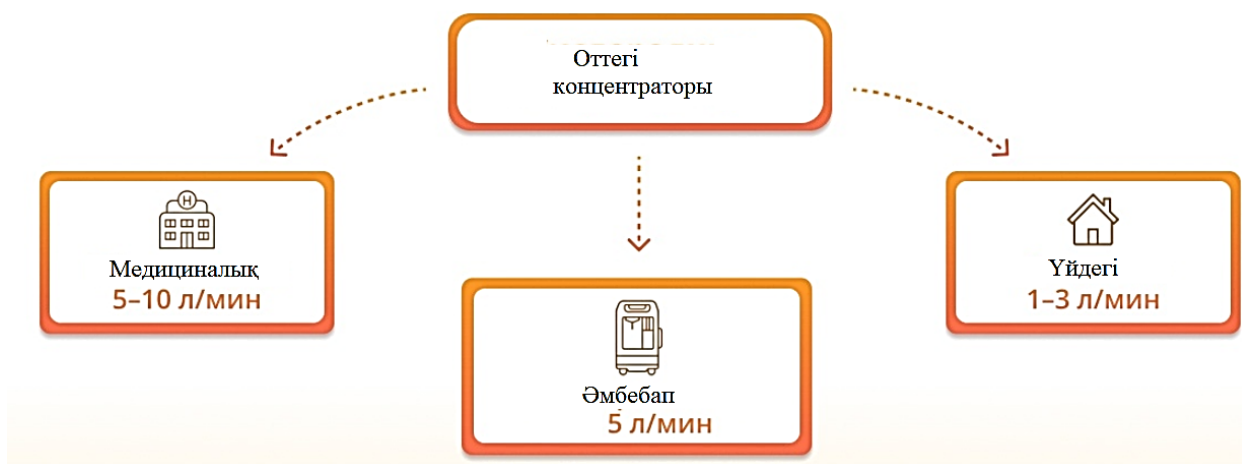 Оттегі
концентраторы
H
Медициналық
5–10 л/мин
Әмбебап
5 л/мин
Үйдегі
1–3 л/мин